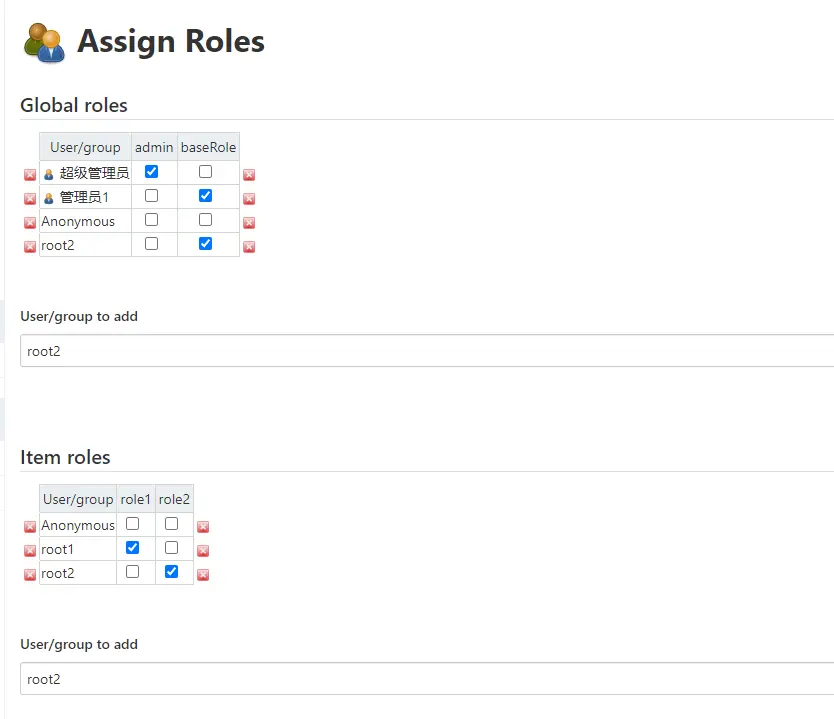 Assign Roles
Global roles
User/group admin baseRole
超级管理员
管理员1
Anonymous
root2
User/group to add
root2
Item roles
User/group role1 role2
Anonymous
root1
root2
User/group to add
root2